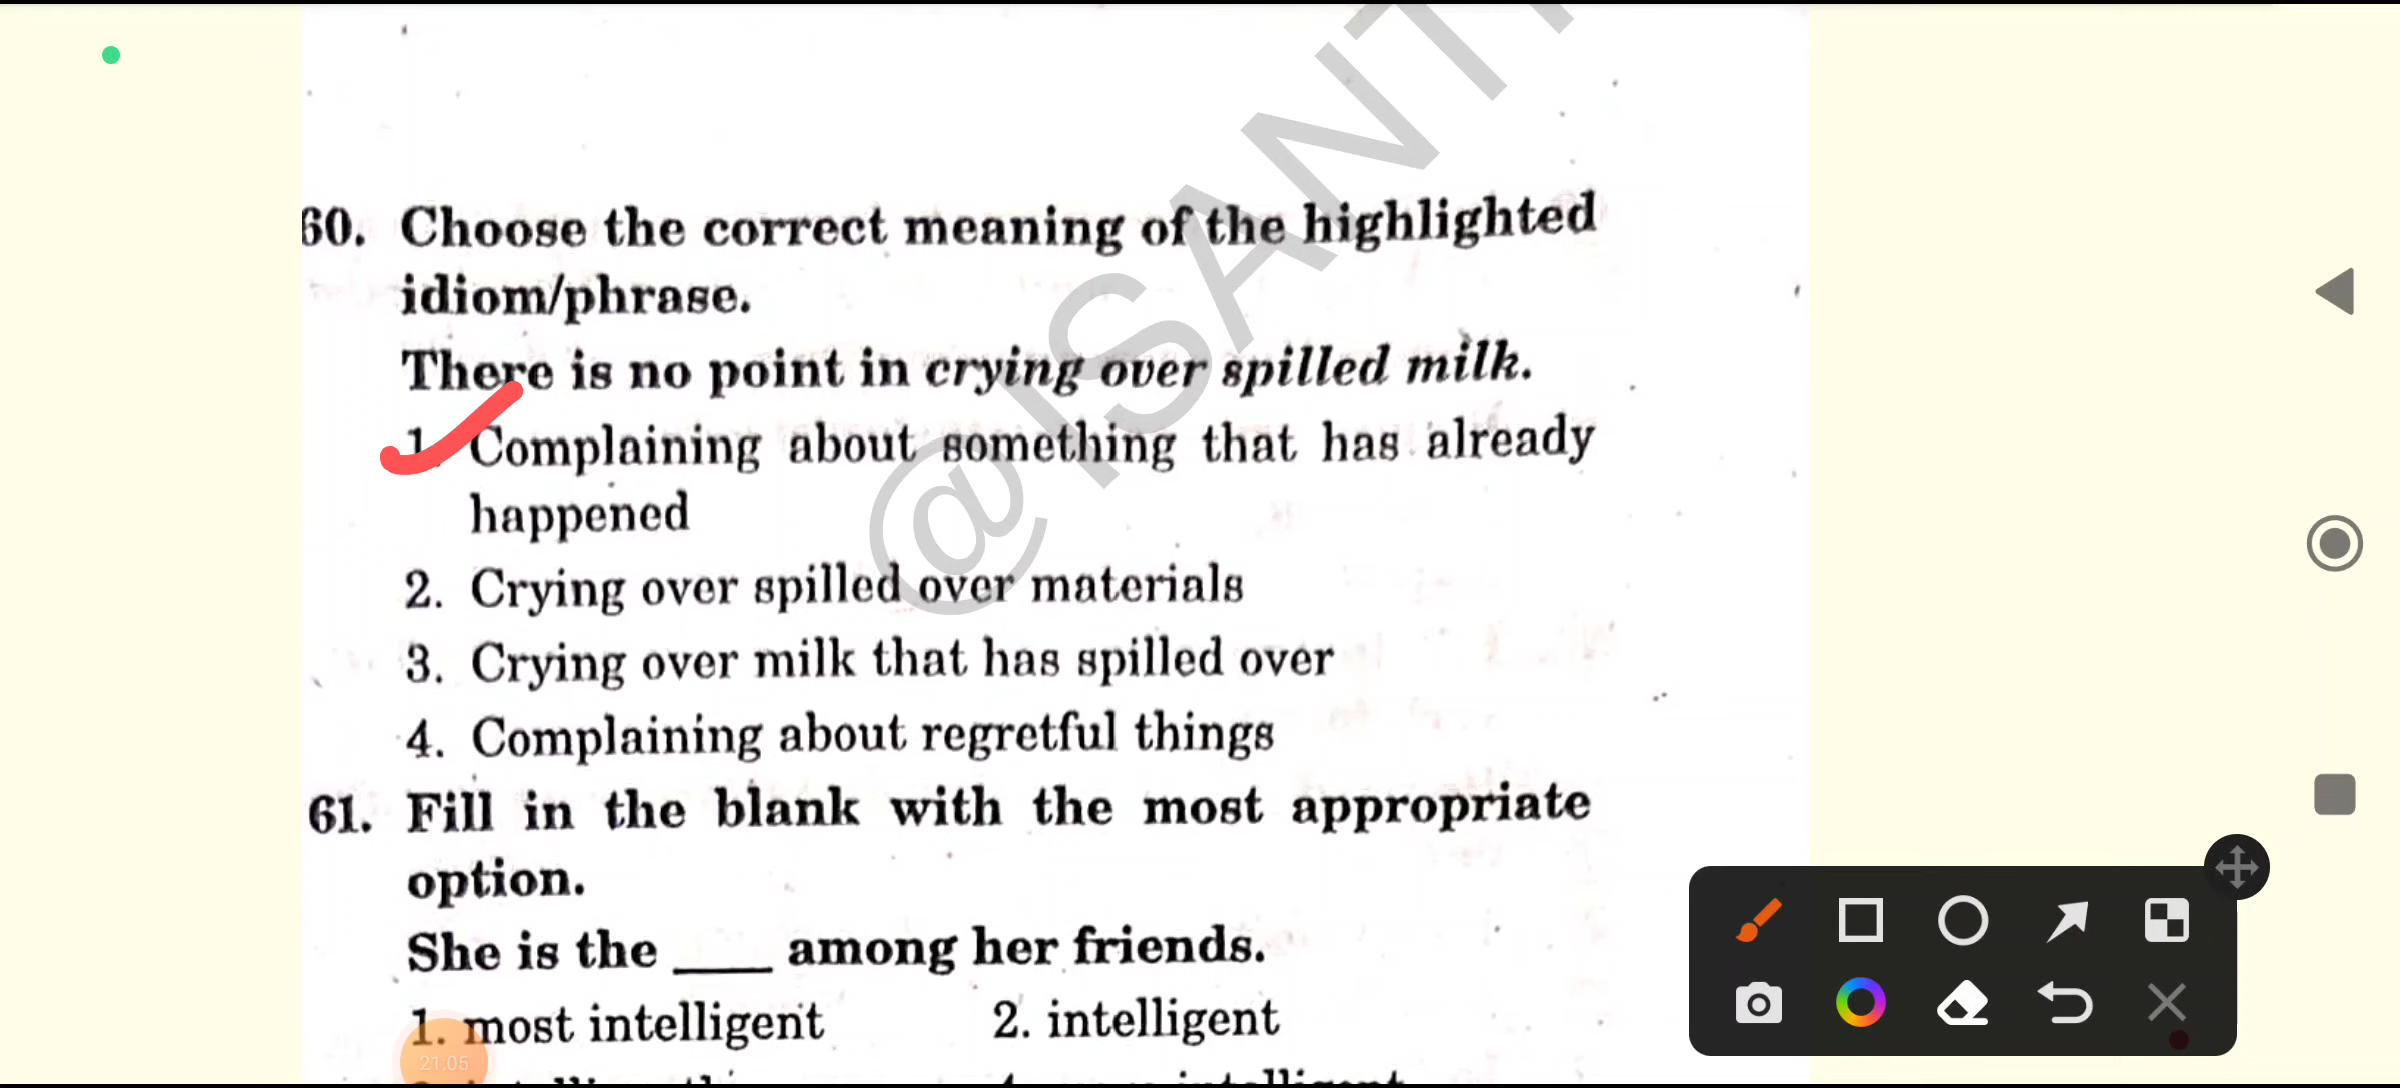 60. Choose the correct meaning of the highlighted
idiom/phrase.
There is no point in crying over spilled milk.
1. Complaining about something that has already
happened
2. Crying over spilled over materials
3. Crying over milk that has spilled over
4. Complaining about regretful things
61. Fill in the blank with the most appropriate
option.
She is the ____ among her friends.
1. most intelligent 2. intelligent
@ISANT
21:05